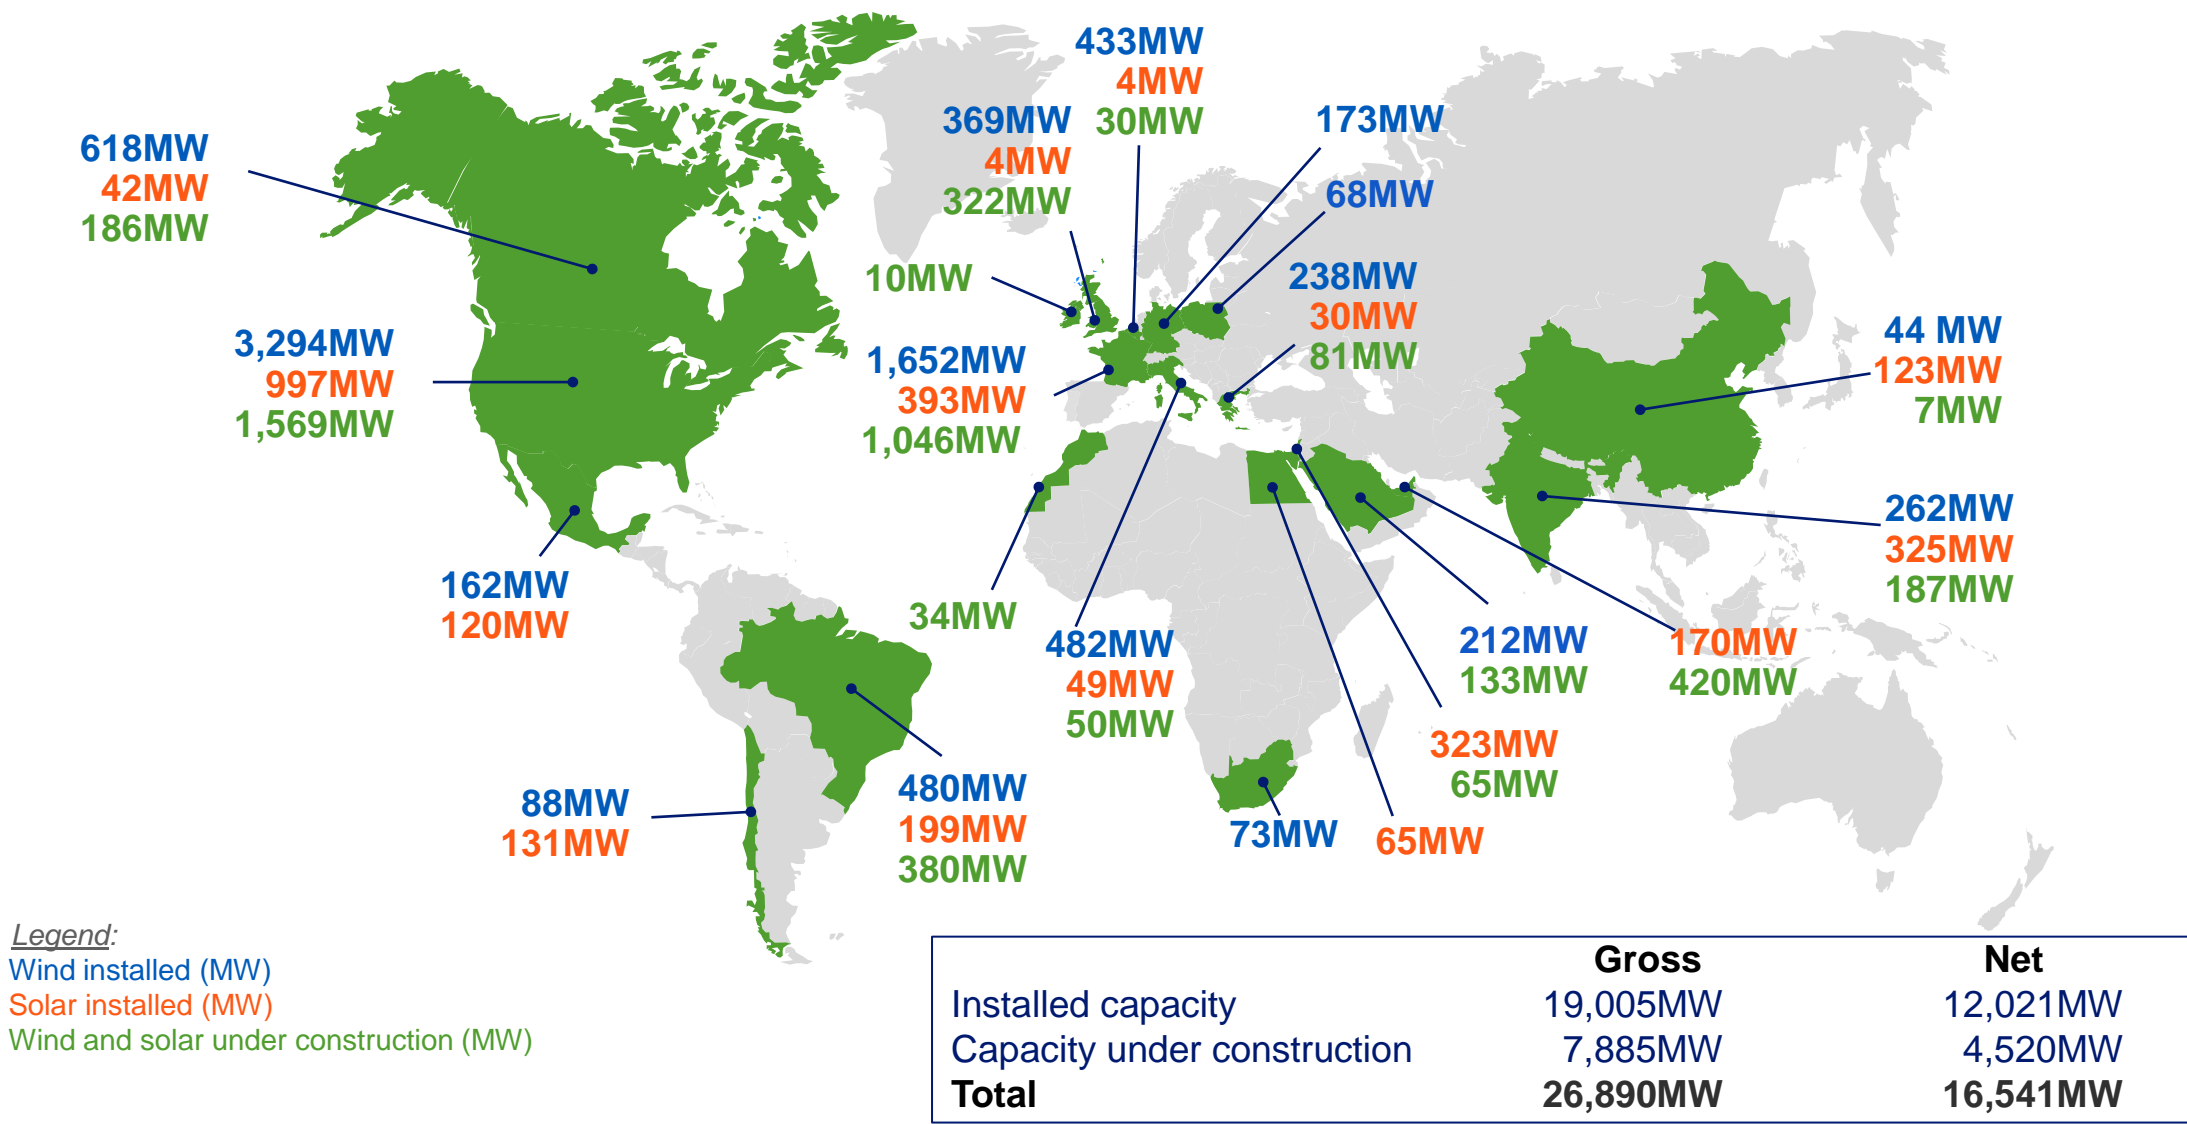 433MW
4MW
30MW
369MW
4MW
322MW
173MW
68MW
618MW
42MW
186MW
10MW
238MW
30MW
81MW
3,294MW
997MW
1,569MW
1,652MW
393MW
1,046MW
44 MW
123MW
7MW
262MW
325MW
187MW
162MW
120MW
34MW
482MW
49MW
50MW
212MW
133MW
170MW
420MW
323MW
65MW
88MW
131MW
480MW
199MW
380MW
73MW
65MW
Legend:
Wind installed (MW)
Solar installed (MW)
Wind and solar under construction (MW)
Gross Net
Installed capacity 19,005MW 12,021MW
Capacity under construction 7,885MW 4,520MW
Total 26,890MW 16,541MW